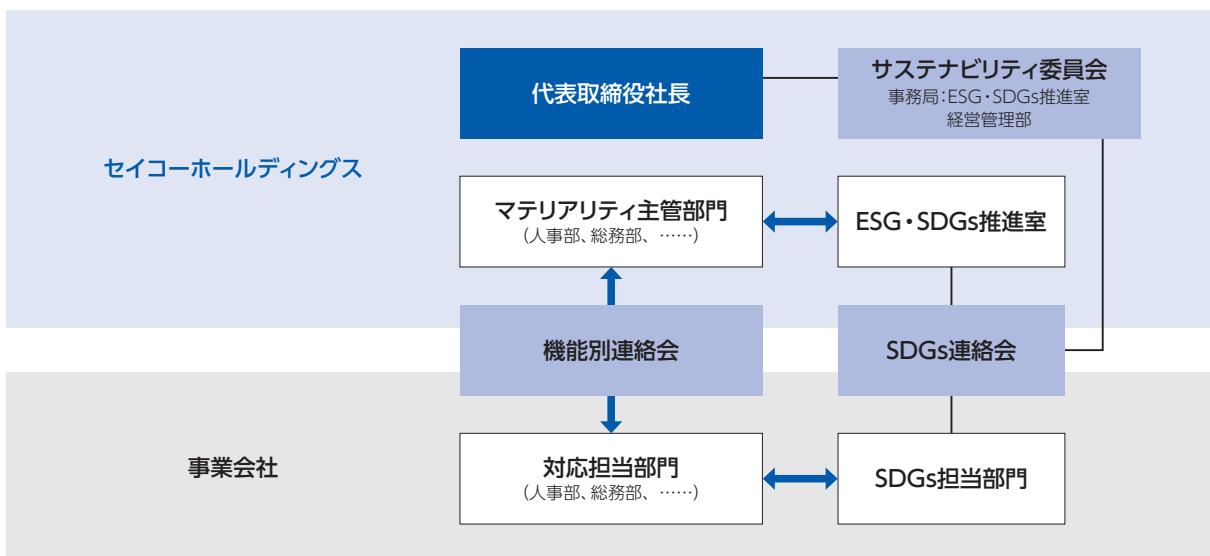 代表取締役社長
サステナビリティ委員会
事務局：ESG・SDGs推進室
経営管理部
セイコーホールディングス
マテリアリティ主管部門
（人事部、総務部、……）
ESG・SDGs推進室
機能別連絡会
SDGs連絡会
事業会社
対応担当部門
（人事部、総務部、……）
SDGs担当部門